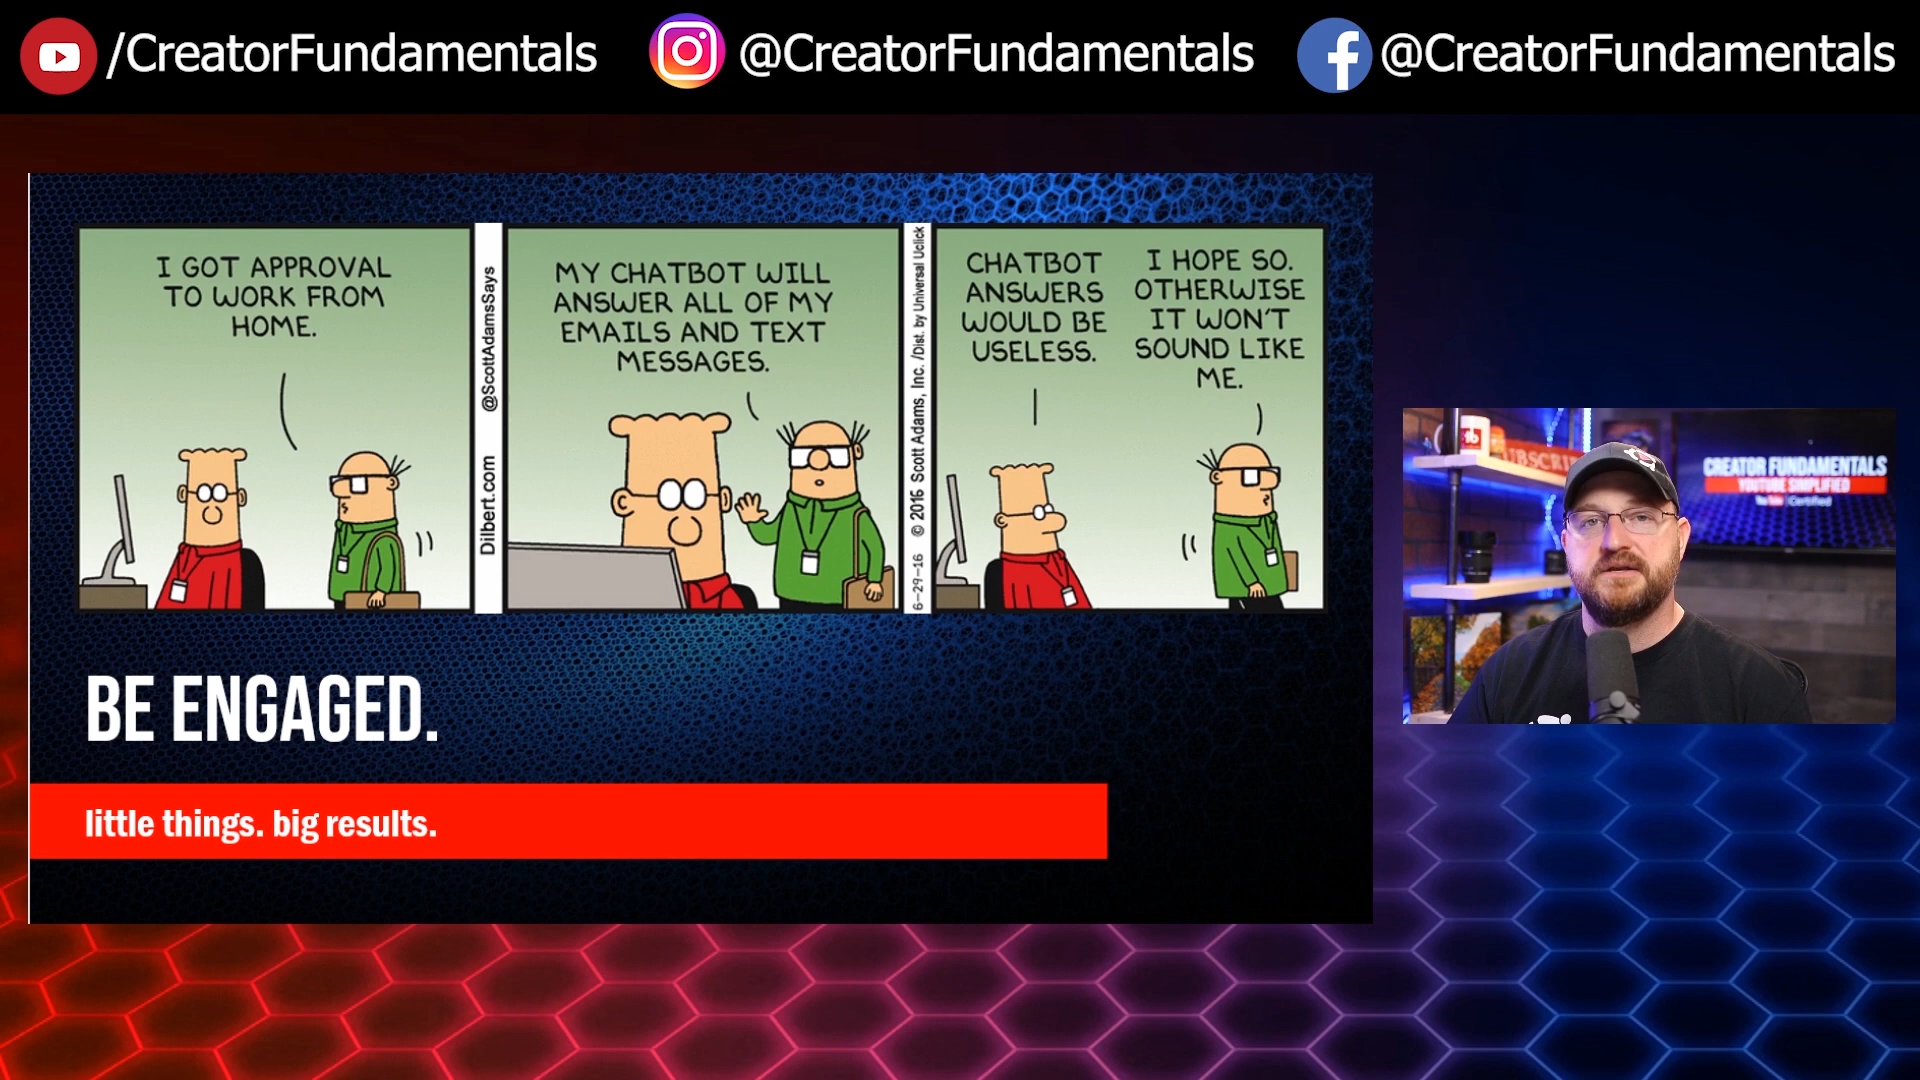 /CreatorFundamentals
@CreatorFundamentals
@CreatorFundamentals
I GOT APPROVAL
TO WORK FROM
HOME.
Dilbert.com @ScottAdamsSays
MY CHATBOT WILL
ANSWER ALL OF MY
EMAILS AND TEXT
MESSAGES.
6-29-16 © 2016 Scott Adams, Inc. /Dist. by Universal Uclick
CHATBOT
ANSWERS
WOULD BE
USELESS.
I HOPE SO.
OTHERWISE
IT WON'T
SOUND LIKE
ME.
BE ENGAGED.
little things. big results.
CREATOR FUNDAMENTALS
YOUTUBE SIMPLIFIED
YouTube Certified